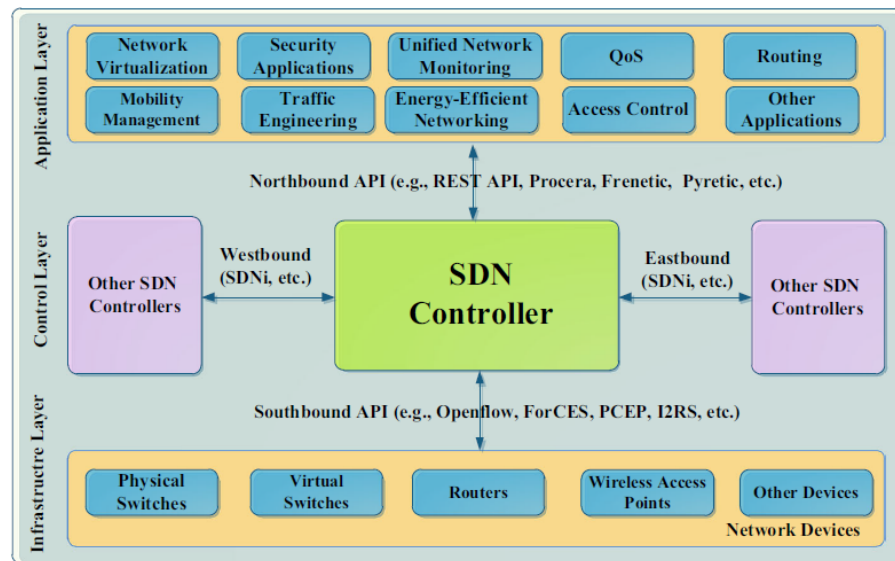 Application Layer
Network
Virtualization
Security
Applications
Unified Network
Monitoring
QoS
Routing
Mobility
Management
Traffic
Engineering
Energy-Efficient
Networking
Access Control
Other
Applications
Northbound API (e.g., REST API, Procera, Frenetic, Pyretic, etc.)
Control Layer
Other SDN
Controllers
Westbound
(SDNi, etc.)
SDN
Controller
Eastbound
(SDNi, etc.)
Other SDN
Controllers
Southbound API (e.g., Openflow, ForCES, PCEP, I2RS, etc.)
Infrastructre Layer
Physical
Switches
Virtual
Switches
Routers
Wireless Access
Points
Other Devices
Network Devices